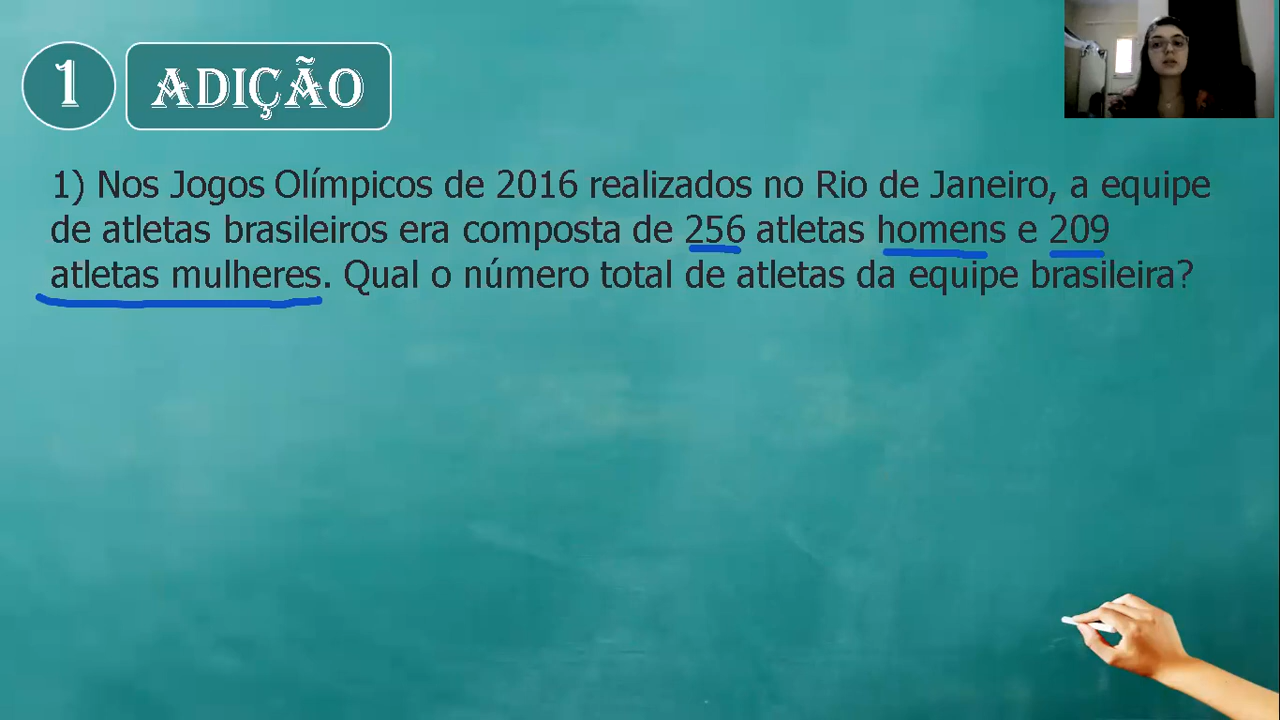 1 ADIÇÃO
1) Nos Jogos Olímpicos de 2016 realizados no Rio de Janeiro, a equipe
de atletas brasileiros era composta de 256 atletas homens e 209
atletas mulheres. Qual o número total de atletas da equipe brasileira?